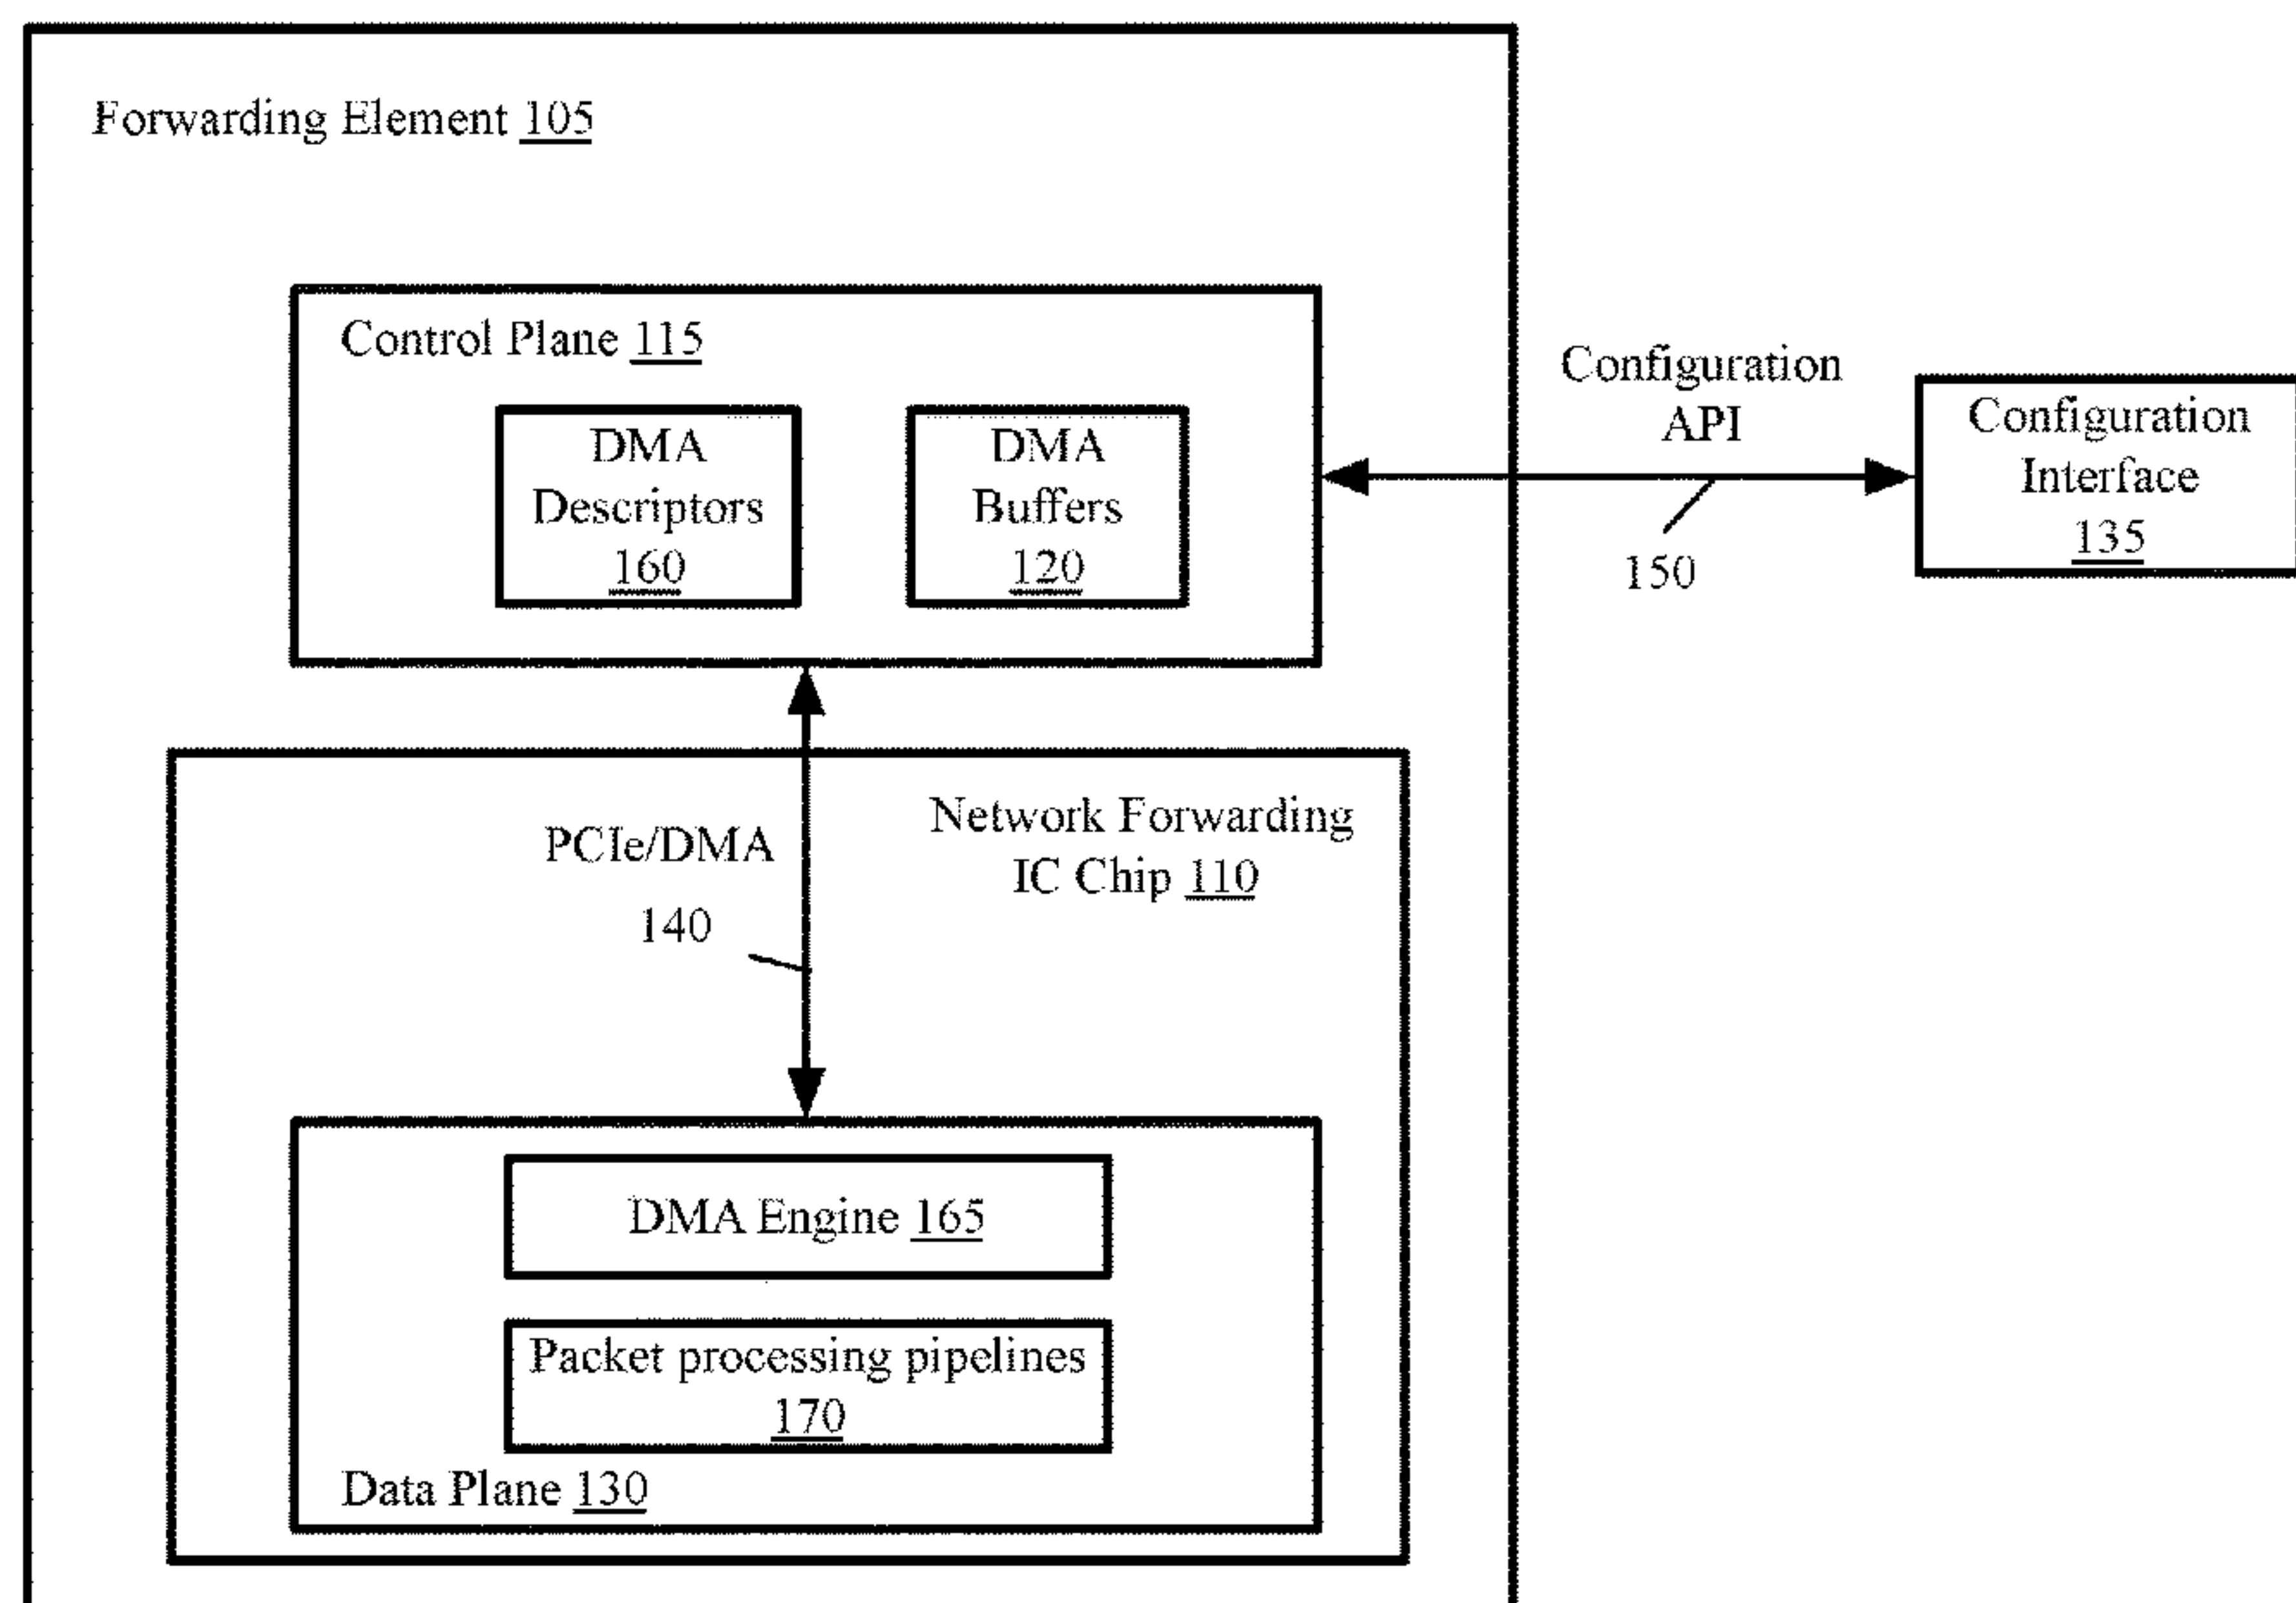 Forwarding Element 105
Control Plane 115
DMA
Descriptors
160
DMA
Buffers
120
Configuration
API
150
Configuration
Interface
135
Network Forwarding
IC Chip 110
PCIe/DMA
140
DMA Engine 165
Packet processing pipelines
170
Data Plane 130